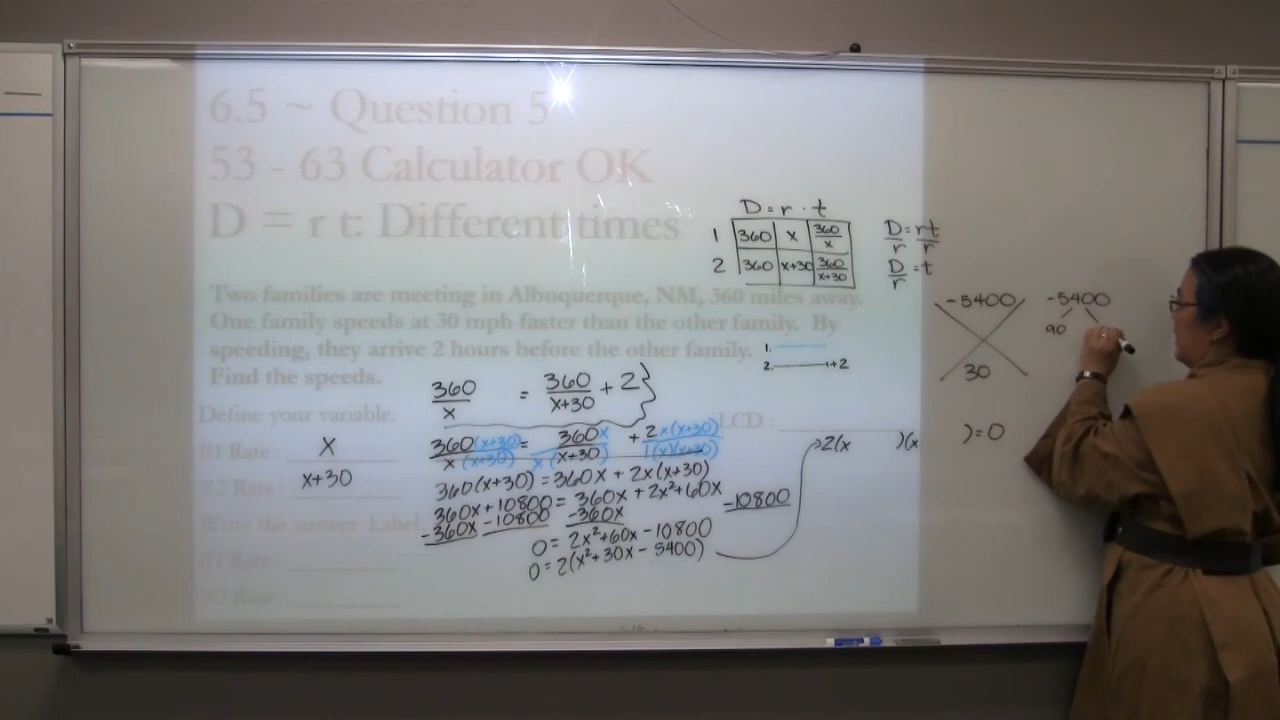 6.5 ~ Question 5
53 - 63 Calculator OK
D = r t: Different times
Two families are meeting in Albuquerque, NM, 360 miles away.
One family speeds at 30 mph faster than the other family. By
speeding, they arrive 2 hours before the other family.
Find the speeds.
Define your variable.
#1 Rate : x
#2 Rate : x+30
Write the answer. Label.
#1 Rate :
#2 Rate :
LCD :
D = r · t
1 360 x 360/x
2 360 x+30 360/x+30
D/r = rt/r
D/r = t
1.
2. +2
360/x = 360/x+30 + 2
360(x+30)/x(x+30) = 360x/x(x+30) + 2x(x+30)/1(x)(x+30)
360(x+30) = 360x + 2x(x+30)
360x + 10800 = 360x + 2x²+60x
-360x -10800 -360x -10800
0 = 2x²+60x -10800
0 = 2(x²+30x - 5400)
2(x )(x ) = 0
-5400
30
-5400
90